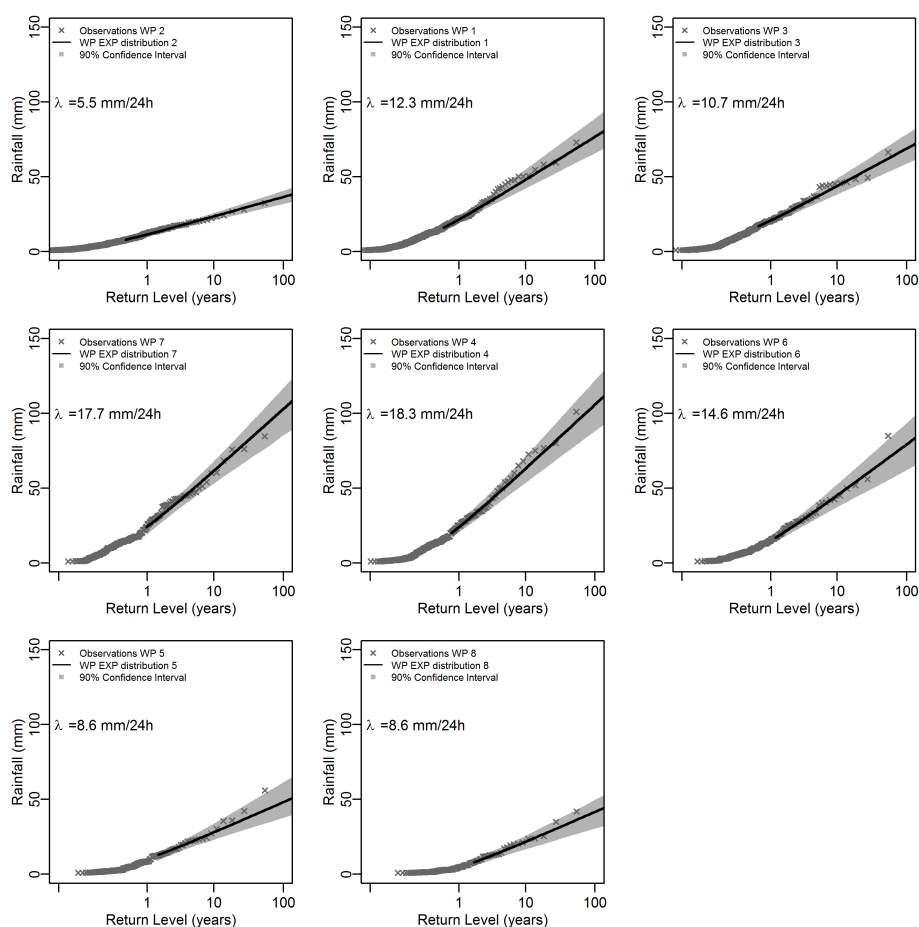 × Observations WP 2
WP EXP distribution 2
90% Confidence Interval
λ =5.5 mm/24h
Rainfall (mm)
0 50 100 150
1 10 100
Return Level (years)
× Observations WP 1
WP EXP distribution 1
90% Confidence Interval
λ =12.3 mm/24h
Rainfall (mm)
0 50 100 150
1 10 100
Return Level (years)
× Observations WP 3
WP EXP distribution 3
90% Confidence Interval
λ =10.7 mm/24h
Rainfall (mm)
0 50 100 150
1 10 100
Return Level (years)
× Observations WP 7
WP EXP distribution 7
90% Confidence Interval
λ =17.7 mm/24h
Rainfall (mm)
0 50 100 150
1 10 100
Return Level (years)
× Observations WP 4
WP EXP distribution 4
90% Confidence Interval
λ =18.3 mm/24h
Rainfall (mm)
0 50 100 150
1 10 100
Return Level (years)
× Observations WP 6
WP EXP distribution 6
90% Confidence Interval
λ =14.6 mm/24h
Rainfall (mm)
0 50 100 150
1 10 100
Return Level (years)
× Observations WP 5
WP EXP distribution 5
90% Confidence Interval
λ =8.6 mm/24h
Rainfall (mm)
0 50 100 150
1 10 100
Return Level (years)
× Observations WP 8
WP EXP distribution 8
90% Confidence Interval
λ =8.6 mm/24h
Rainfall (mm)
0 50 100 150
1 10 100
Return Level (years)